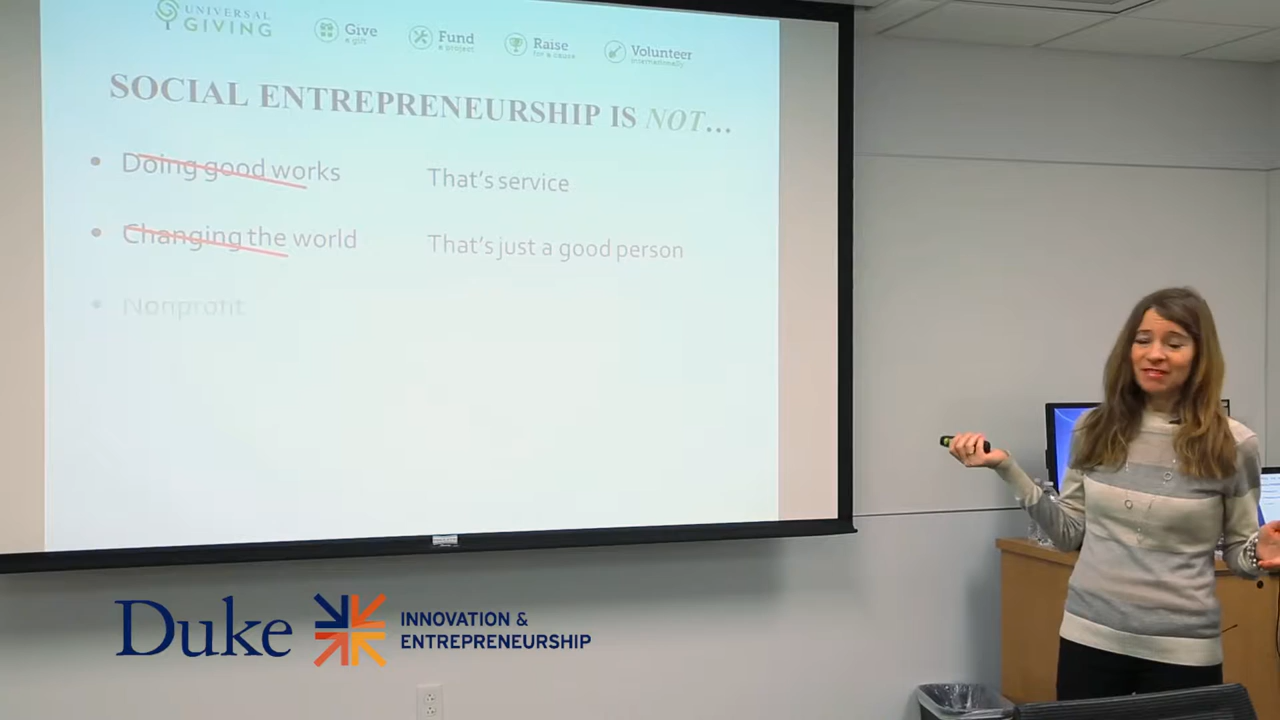 UNIVERSAL
GIVING
Give
a gift
Fund
a project
Raise
for a cause
Volunteer
internationally
SOCIAL ENTREPRENEURSHIP IS NOT...
• Doing good works That's service
• Changing the world That's just a good person
• Nonprofit
Duke
INNOVATION &
ENTREPRENEURSHIP